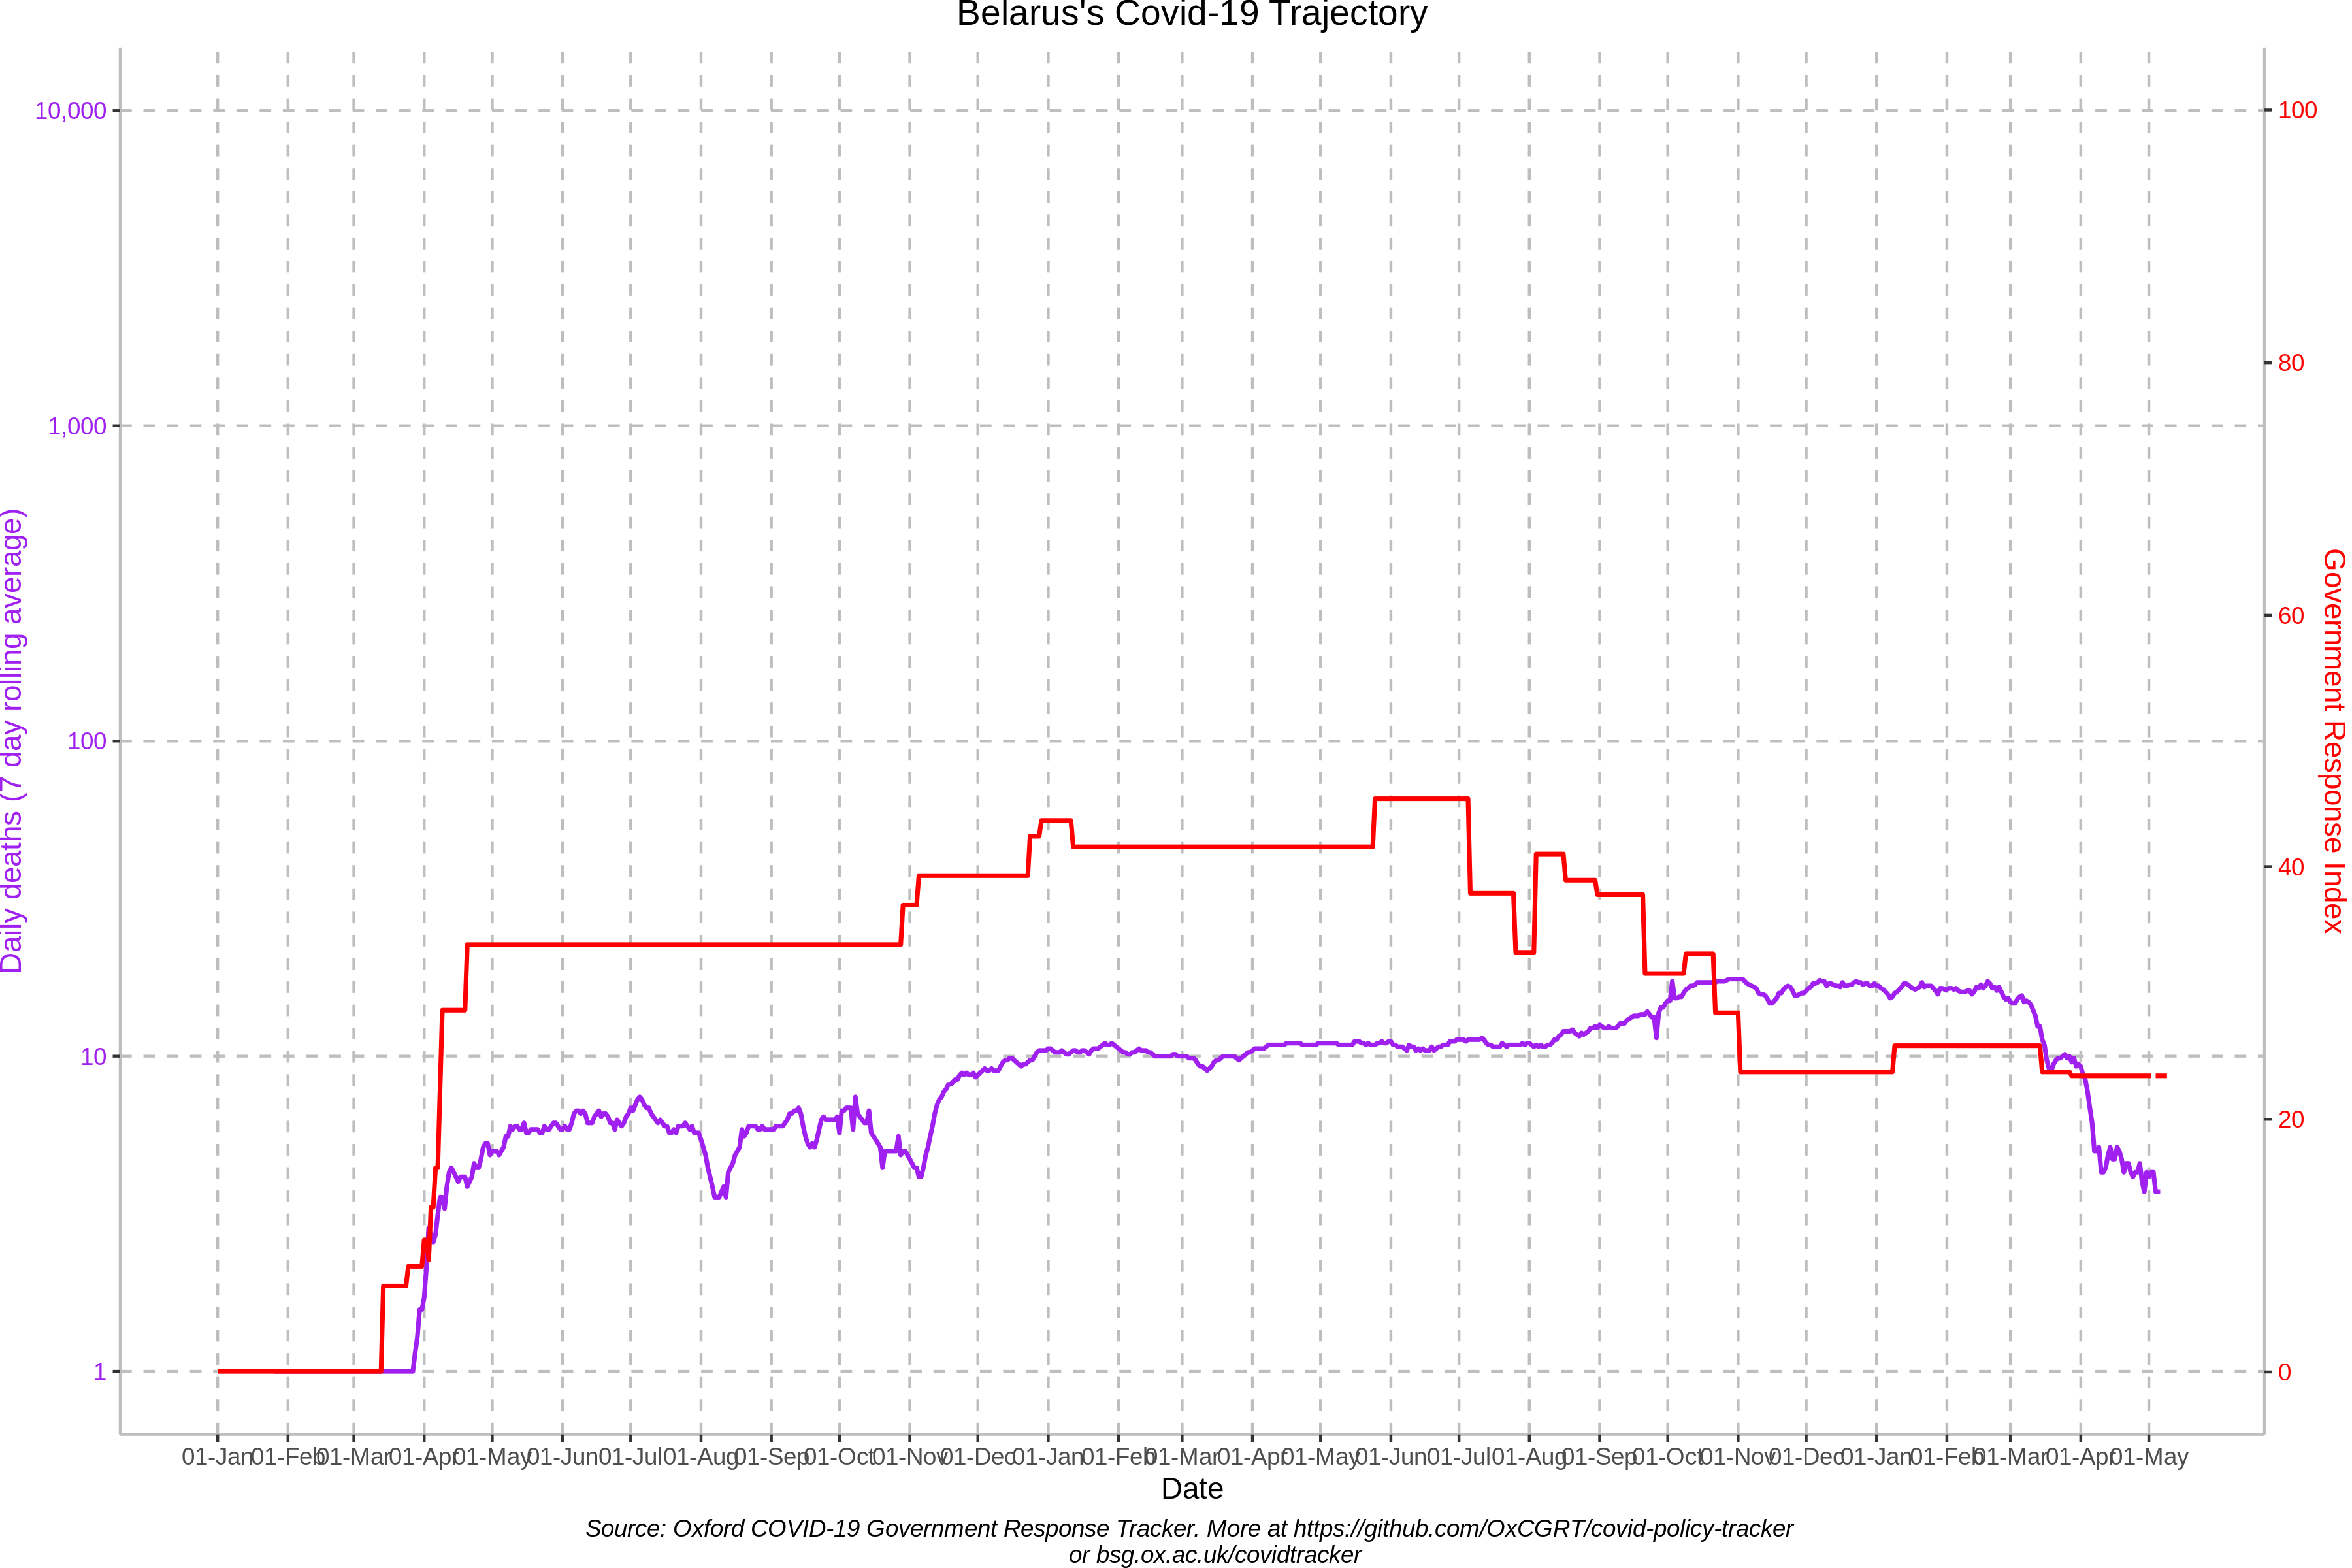 Belarus's Covid-19 Trajectory
10,000
1,000
100
10
1
Daily deaths (7 day rolling average)
100
80
60
40
20
0
Government Response Index
01-Jan 01-Feb 01-Mar 01-Apr 01-May 01-Jun 01-Jul 01-Aug 01-Sep 01-Oct 01-Nov 01-Dec 01-Jan 01-Feb 01-Mar 01-Apr 01-May 01-Jun 01-Jul 01-Aug 01-Sep 01-Oct 01-Nov 01-Dec 01-Jan 01-Feb 01-Mar 01-Apr 01-May
Date
Source: Oxford COVID-19 Government Response Tracker. More at https://github.com/OxCGRT/covid-policy-tracker
or bsg.ox.ac.uk/covidtracker